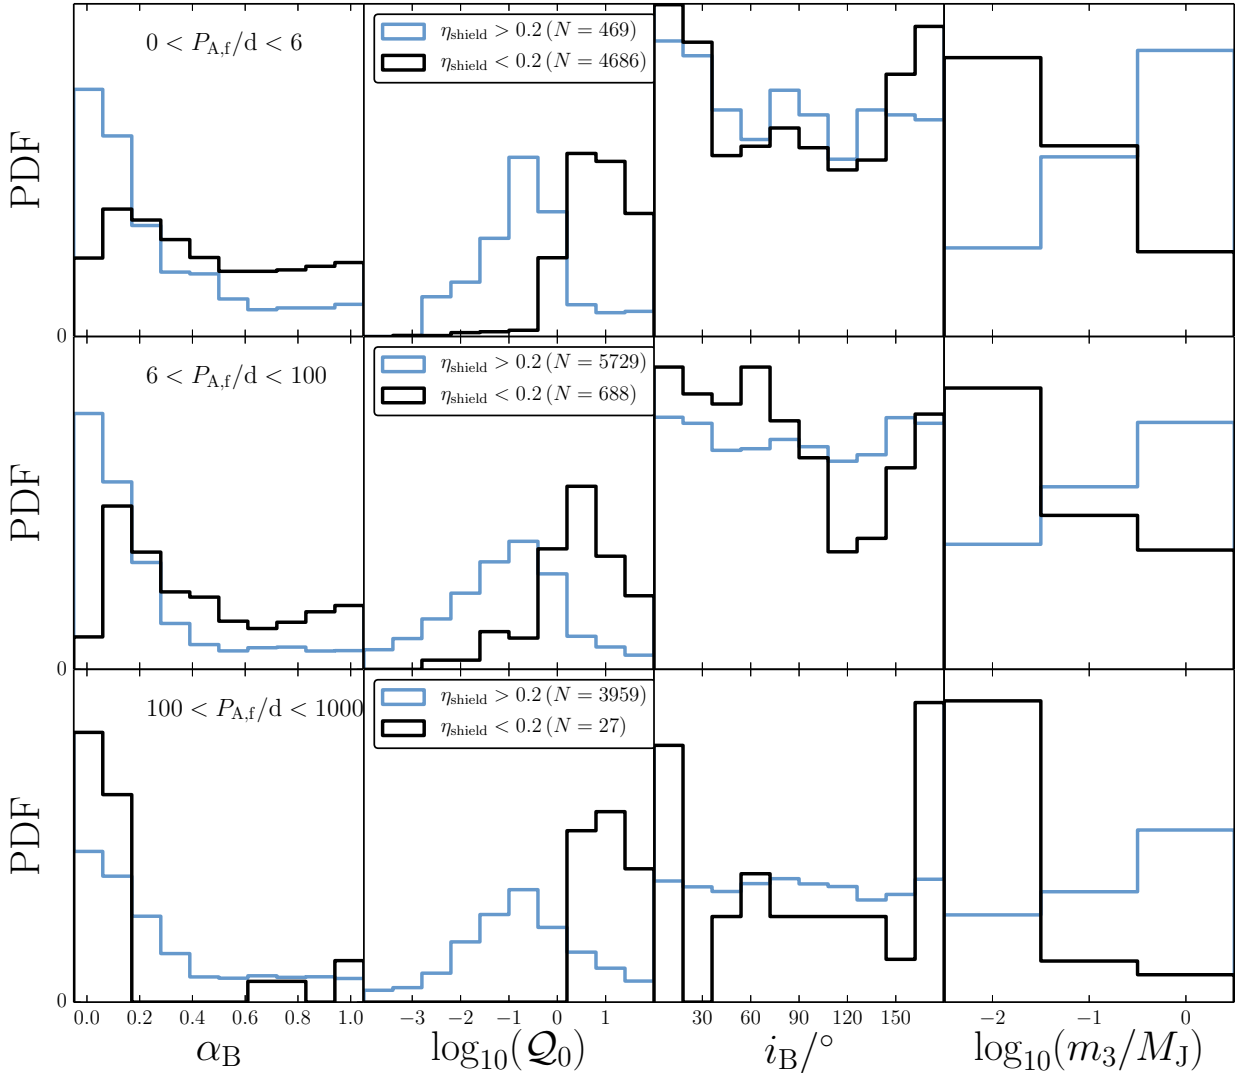 0 < P_A,f/d < 6
η_shield > 0.2 (N = 469)
η_shield < 0.2 (N = 4686)
PDF
0
6 < P_A,f/d < 100
η_shield > 0.2 (N = 5729)
η_shield < 0.2 (N = 688)
PDF
0
100 < P_A,f/d < 1000
η_shield > 0.2 (N = 3959)
η_shield < 0.2 (N = 27)
PDF
0
0.0 0.2 0.4 0.6 0.8 1.0 −3 −2 −1 0 1 30 60 90 120 150 −2 −1 0
α_B log₁₀(𝒬₀) i_B/° log₁₀(m₃/M_J)